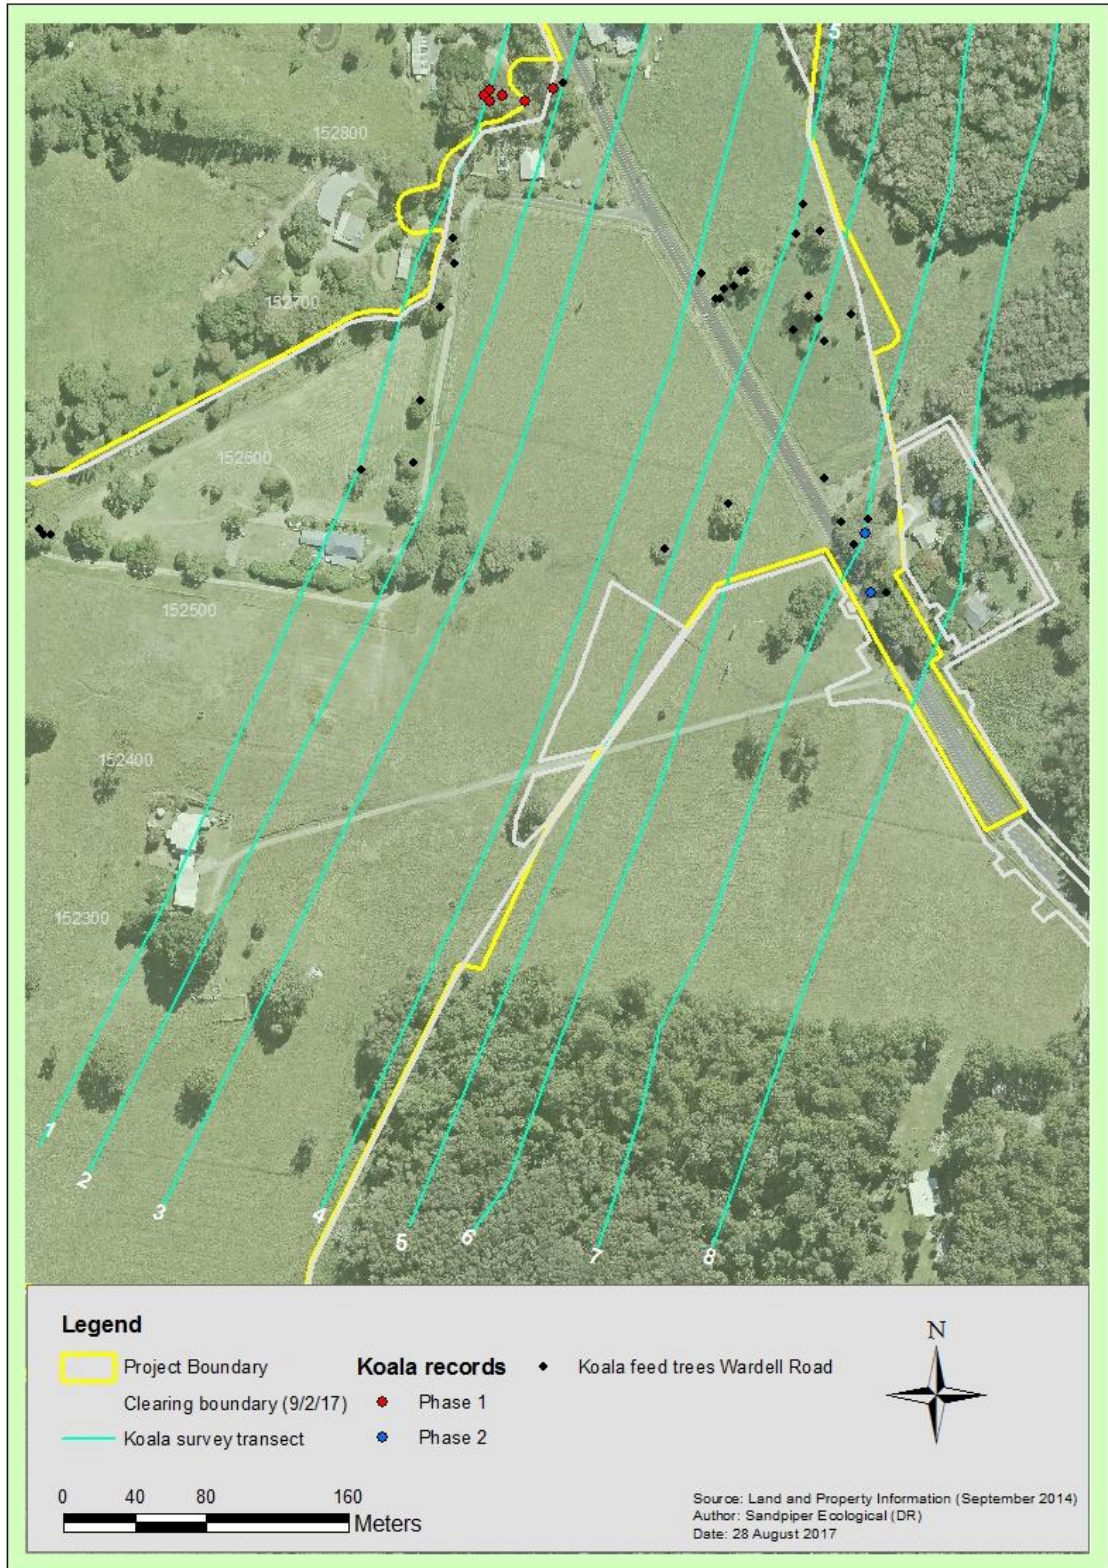 5
152800
152700
152600
152500
152400
152300
1
2
3
4
5
6
7
8
Legend
Project Boundary
Clearing boundary (9/2/17)
Koala survey transect
Koala records
Phase 1
Phase 2
Koala feed trees Wardell Road
N
0 40 80 160
Meters
Source: Land and Property Information (September 2014)
Author: Sandpiper Ecological (DR)
Date: 28 August 2017